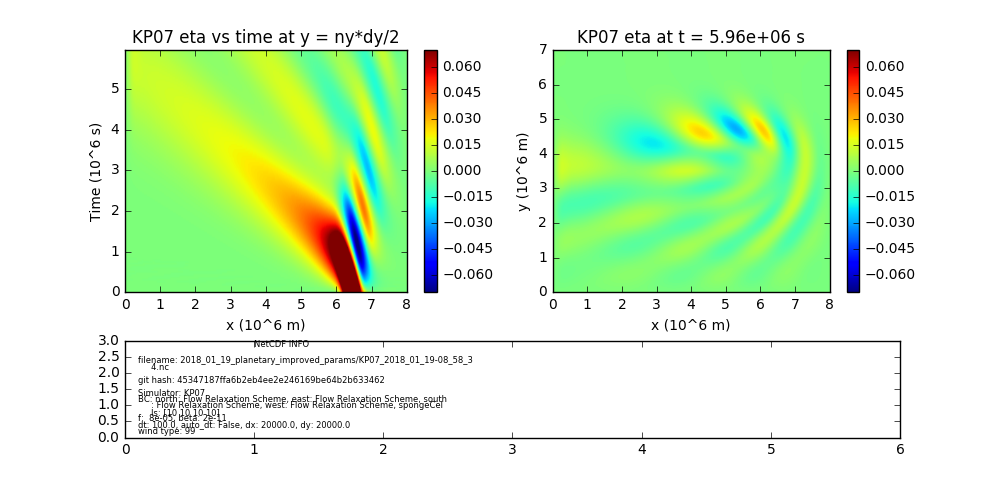 KP07 eta vs time at y = ny*dy/2
KP07 eta at t = 5.96e+06 s
Time (10^6 s)
5
4
3
2
1
0
0 1 2 3 4 5 6 7 8
x (10^6 m)
0.060
0.045
0.030
0.015
0.000
−0.015
−0.030
−0.045
−0.060
y (10^6 m)
7
6
5
4
3
2
1
0
0 1 2 3 4 5 6 7 8
x (10^6 m)
0.060
0.045
0.030
0.015
0.000
−0.015
−0.030
−0.045
−0.060
3.0
2.5
2.0
1.5
1.0
0.5
0.0
0 1 2 3 4 5 6
NetCDF INFO
filename: 2018_01_19_planetary_improved_params/KP07_2018_01_19-08_58_3
4.nc
git hash: 45347187ffa6b2eb4ee2e246169be64b2b633462
Simulator: KP07
BC: north: Flow Relaxation Scheme, east: Flow Relaxation Scheme, south
: Flow Relaxation Scheme, west: Flow Relaxation Scheme, spongeCel
ls: [10,10,10,10]
f: 8e-05, beta: 2e-11
dt: 100.0, auto_dt: False, dx: 20000.0, dy: 20000.0
wind type: 99